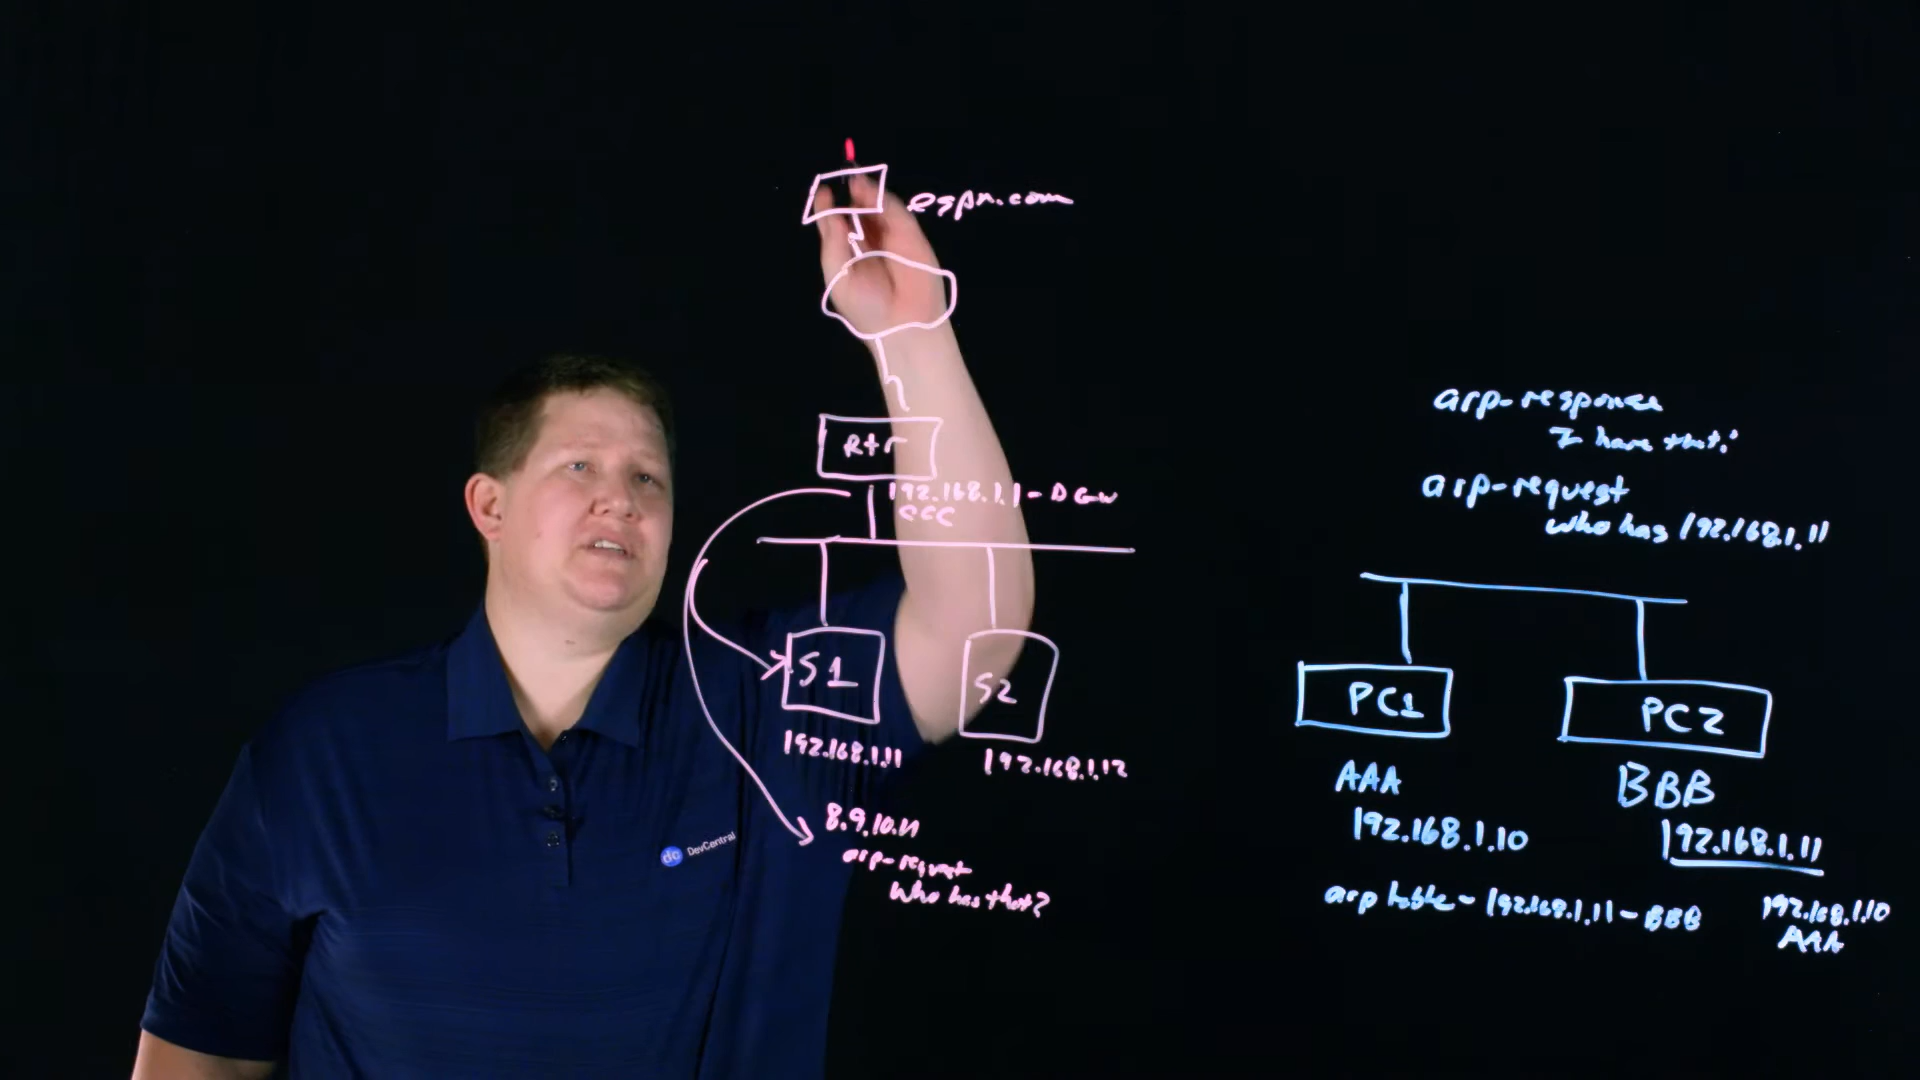 espn.com
Rtr
192.168.1.1 - DGW
CCC
S1
S2
192.168.1.11
192.168.1.12
8.9.10.11
arp-request
who has that?
dc DevCentral
arp-response
I have that!
arp-request
who has 192.168.1.11
PC1
PC2
AAA
BBB
192.168.1.10
192.168.1.11
arp table - 192.168.1.11 - BBB
192.168.1.10
AAA